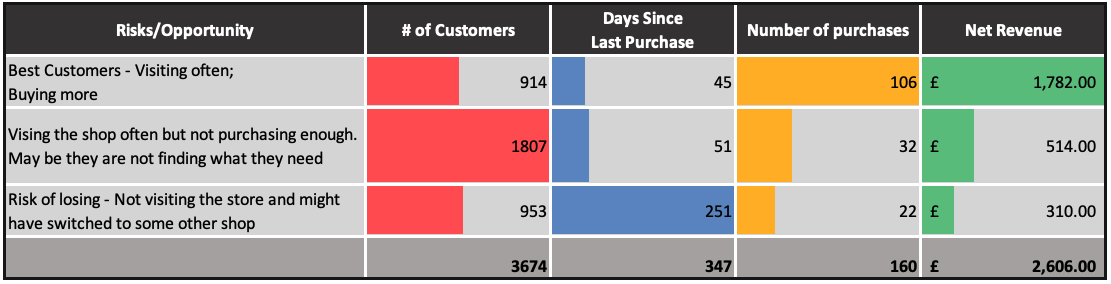 Risks/Opportunity # of Customers Days Since Last Purchase Number of purchases Net Revenue
Best Customers - Visiting often;
Buying more 914 45 106 £ 1,782.00
Vising the shop often but not purchasing enough.
May be they are not finding what they need 1807 51 32 £ 514.00
Risk of losing - Not visiting the store and might
have switched to some other shop 953 251 22 £ 310.00
3674 347 160 £ 2,606.00